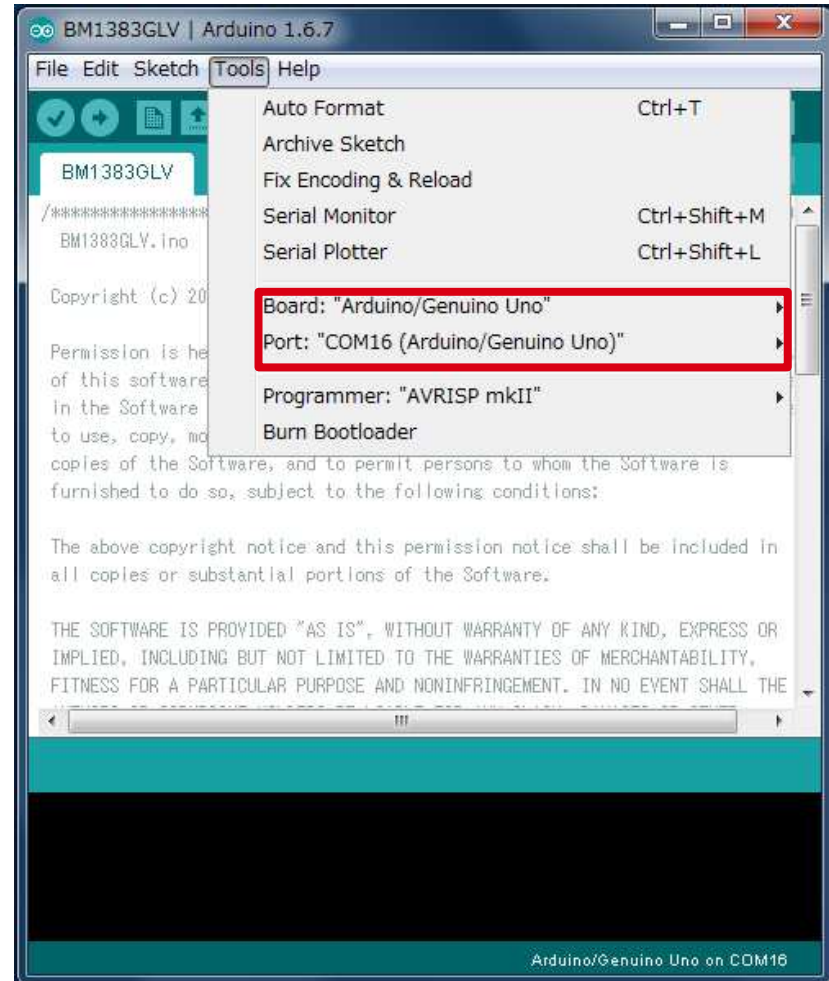 BM1383GLV | Arduino 1.6.7
File Edit Sketch Tools Help
Auto Format Ctrl+T
Archive Sketch
BM1383GLV
Fix Encoding & Reload
Serial Monitor Ctrl+Shift+M
Serial Plotter Ctrl+Shift+L
Board: "Arduino/Genuino Uno"
Port: "COM16 (Arduino/Genuino Uno)"
Programmer: "AVRISP mkII"
Burn Bootloader
/*****************
BM1383GLV.ino
Copyright (c) 20
Permission is he
of this software
in the Software
to use, copy, mo
copies of the Software, and to permit persons to whom the Software is
furnished to do so, subject to the following conditions:
The above copyright notice and this permission notice shall be included in
all copies or substantial portions of the Software.
THE SOFTWARE IS PROVIDED "AS IS", WITHOUT WARRANTY OF ANY KIND, EXPRESS OR
IMPLIED, INCLUDING BUT NOT LIMITED TO THE WARRANTIES OF MERCHANTABILITY,
FITNESS FOR A PARTICULAR PURPOSE AND NONINFRINGEMENT. IN NO EVENT SHALL THE
Arduino/Genuino Uno on COM16